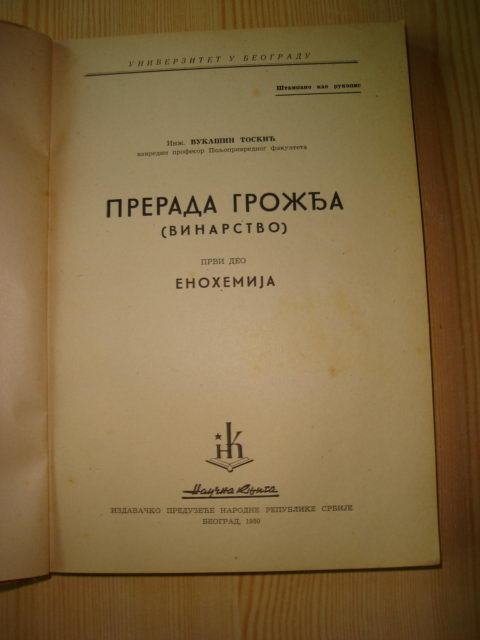 УНИВЕРЗИТЕТ У БЕОГРАДУ
Штампано као рукопис
Инж. ВУКАШИН ТОСКИЋ
ванредни професор Пољопривредног факултета
ПРЕРАДА ГРОЖЂА
(ВИНАРСТВО)
ПРВИ ДЕО
ЕНОХЕМИЈА
НК
Научна књига
ИЗДАВАЧКО ПРЕДУЗЕЋЕ НАРОДНЕ РЕПУБЛИКЕ СРБИЈЕ
БЕОГРАД, 1950